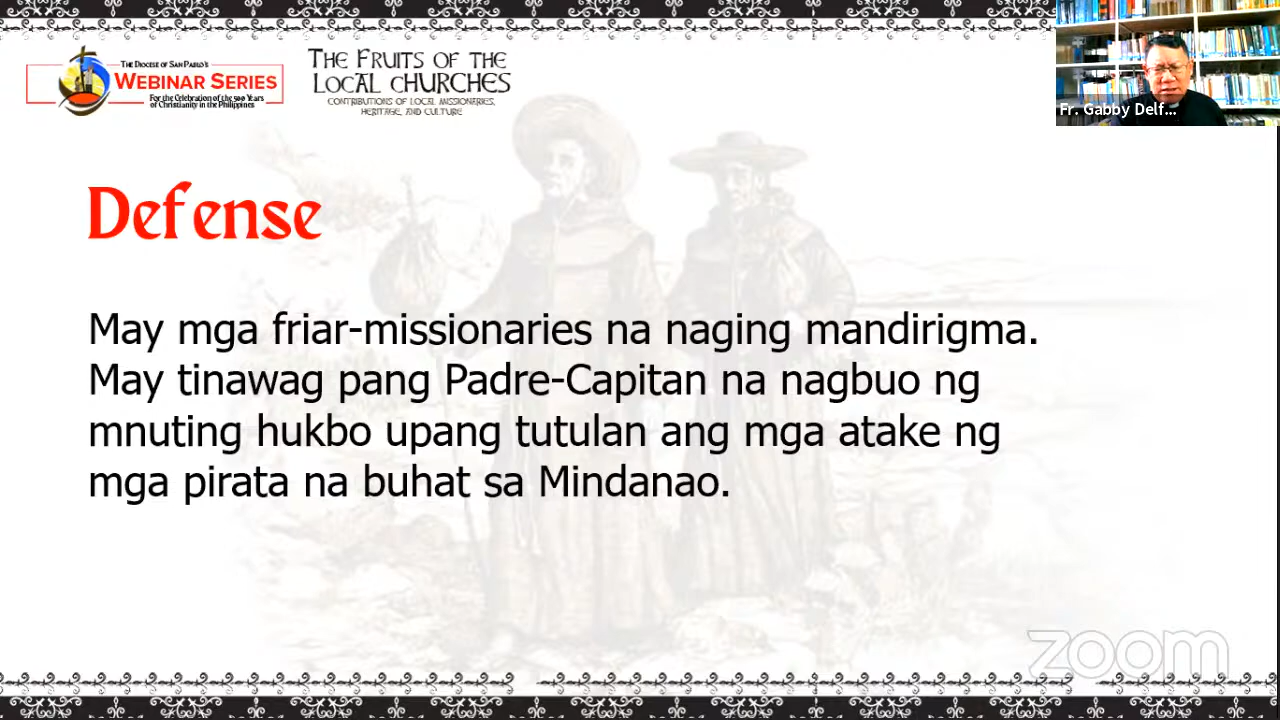 THE DIOCESE OF SAN PABLO'S
WEBINAR SERIES
For the Celebration of the 500 Years
of Christianity in the Philippines
THE FRUITS OF THE
LOCAL CHURCHES
CONTRIBUTIONS OF LOCAL MISSIONARIES,
HERITAGE, AND CULTURE
Fr. Gabby Delf...
Defense
May mga friar-missionaries na naging mandirigma.
May tinawag pang Padre-Capitan na nagbuo ng
mnuting hukbo upang tutulan ang mga atake ng
mga pirata na buhat sa Mindanao.
zoom